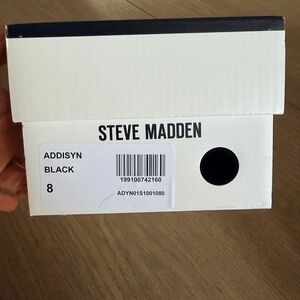 STEVE MADDEN
ADDISYN
BLACK
8
199100742160
ADYN01S1001080